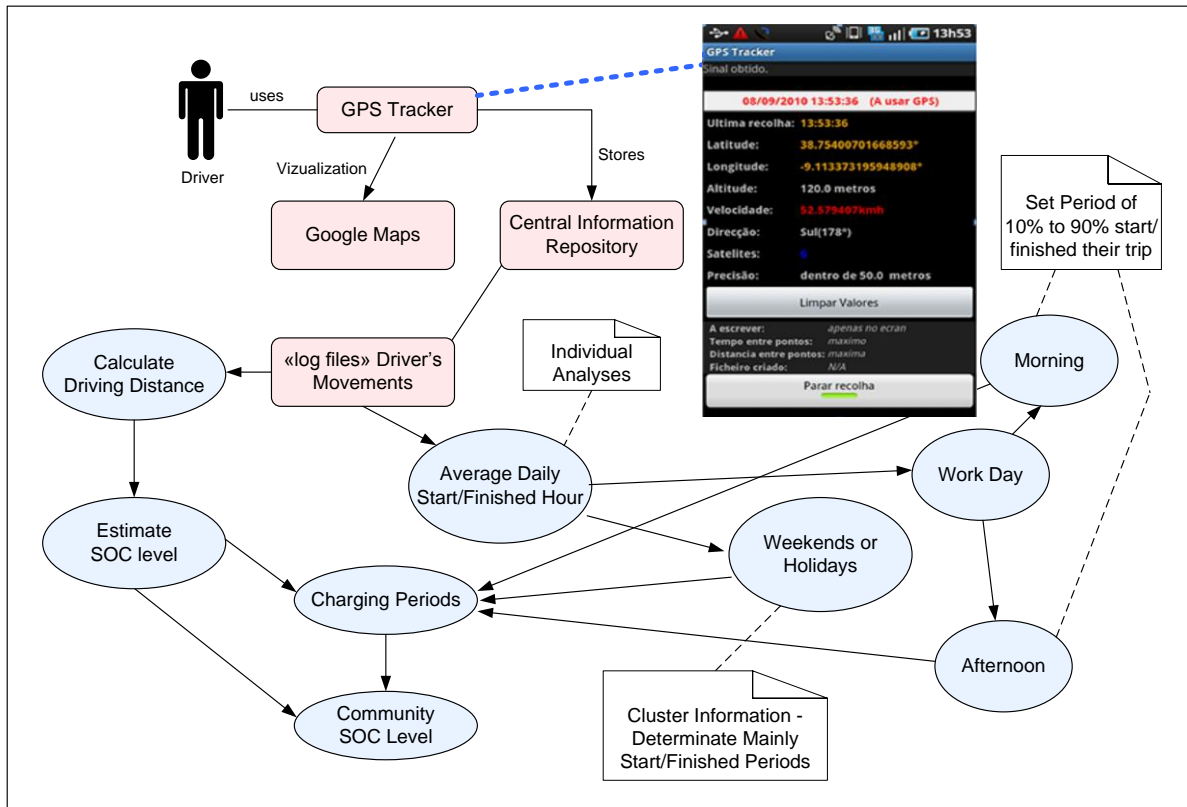 Driver
uses
GPS Tracker
Vizualization
Stores
Google Maps
Central Information
Repository
13h53
GPS Tracker
Sinal obtido.
08/09/2010 13:53:36 (A usar GPS)
Ultima recolha: 13:53:36
Latitude: 38.75400701668593°
Longitude: -9.113373195948908°
Altitude: 120.0 metros
Velocidade: 52.579407kmh
Direcção: Sul(178°)
Satelites: 6
Precisão: dentro de 50.0 metros
Limpar Valores
A escrever: apenas no ecran
Tempo entre pontos: maximo
Distancia entre pontos: maxima
Ficheiro criado: N/A
Parar recolha
Set Period of
10% to 90% start/
finished their trip
Calculate
Driving Distance
«log files» Driver's
Movements
Individual
Analyses
Morning
Average Daily
Start/Finished Hour
Work Day
Estimate
SOC level
Weekends or
Holidays
Charging Periods
Afternoon
Community
SOC Level
Cluster Information -
Determinate Mainly
Start/Finished Periods